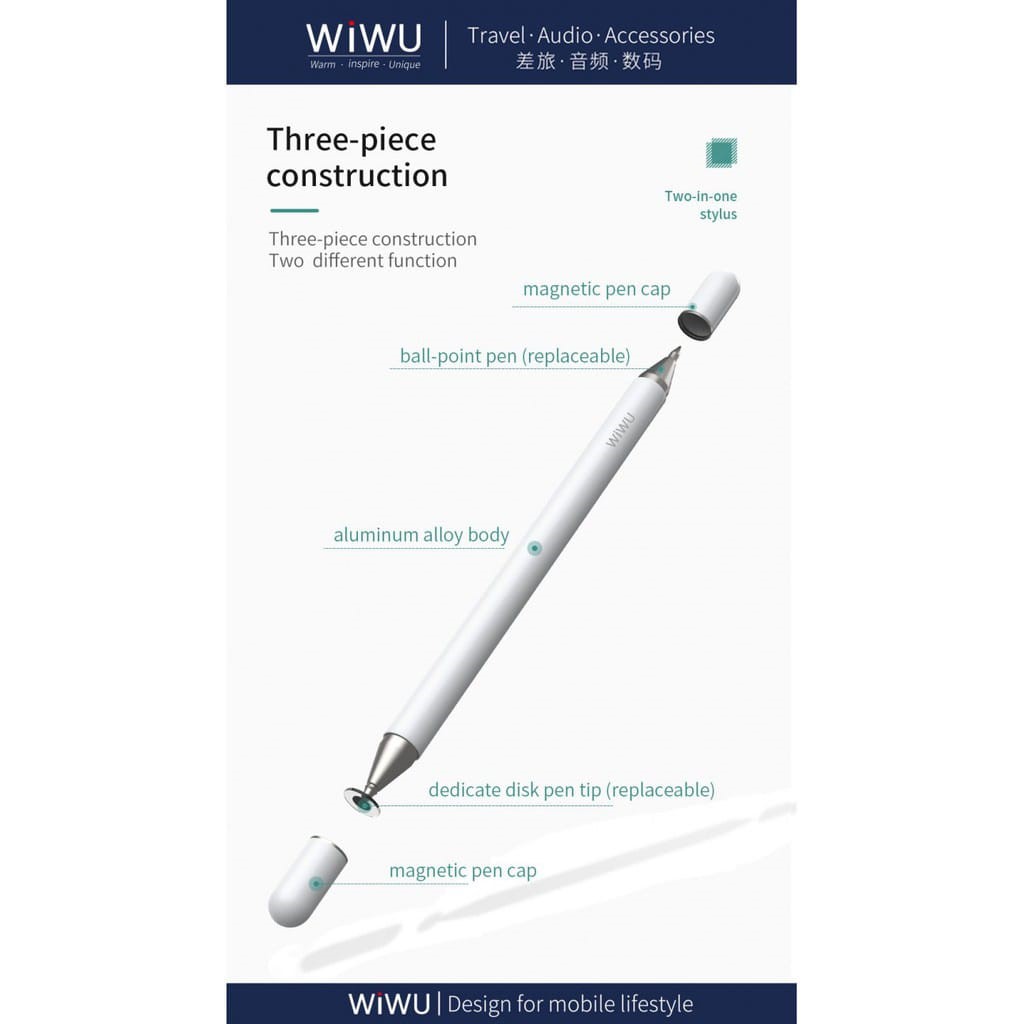 WiWU
Warm · inspire · Unique
Travel · Audio · Accessories
差旅 · 音频 · 数码
Three-piece
construction
Two-in-one
stylus
Three-piece construction
Two different function
magnetic pen cap
ball-point pen (replaceable)
WiWU
aluminum alloy body
dedicate disk pen tip (replaceable)
magnetic pen cap
WiWU | Design for mobile lifestyle